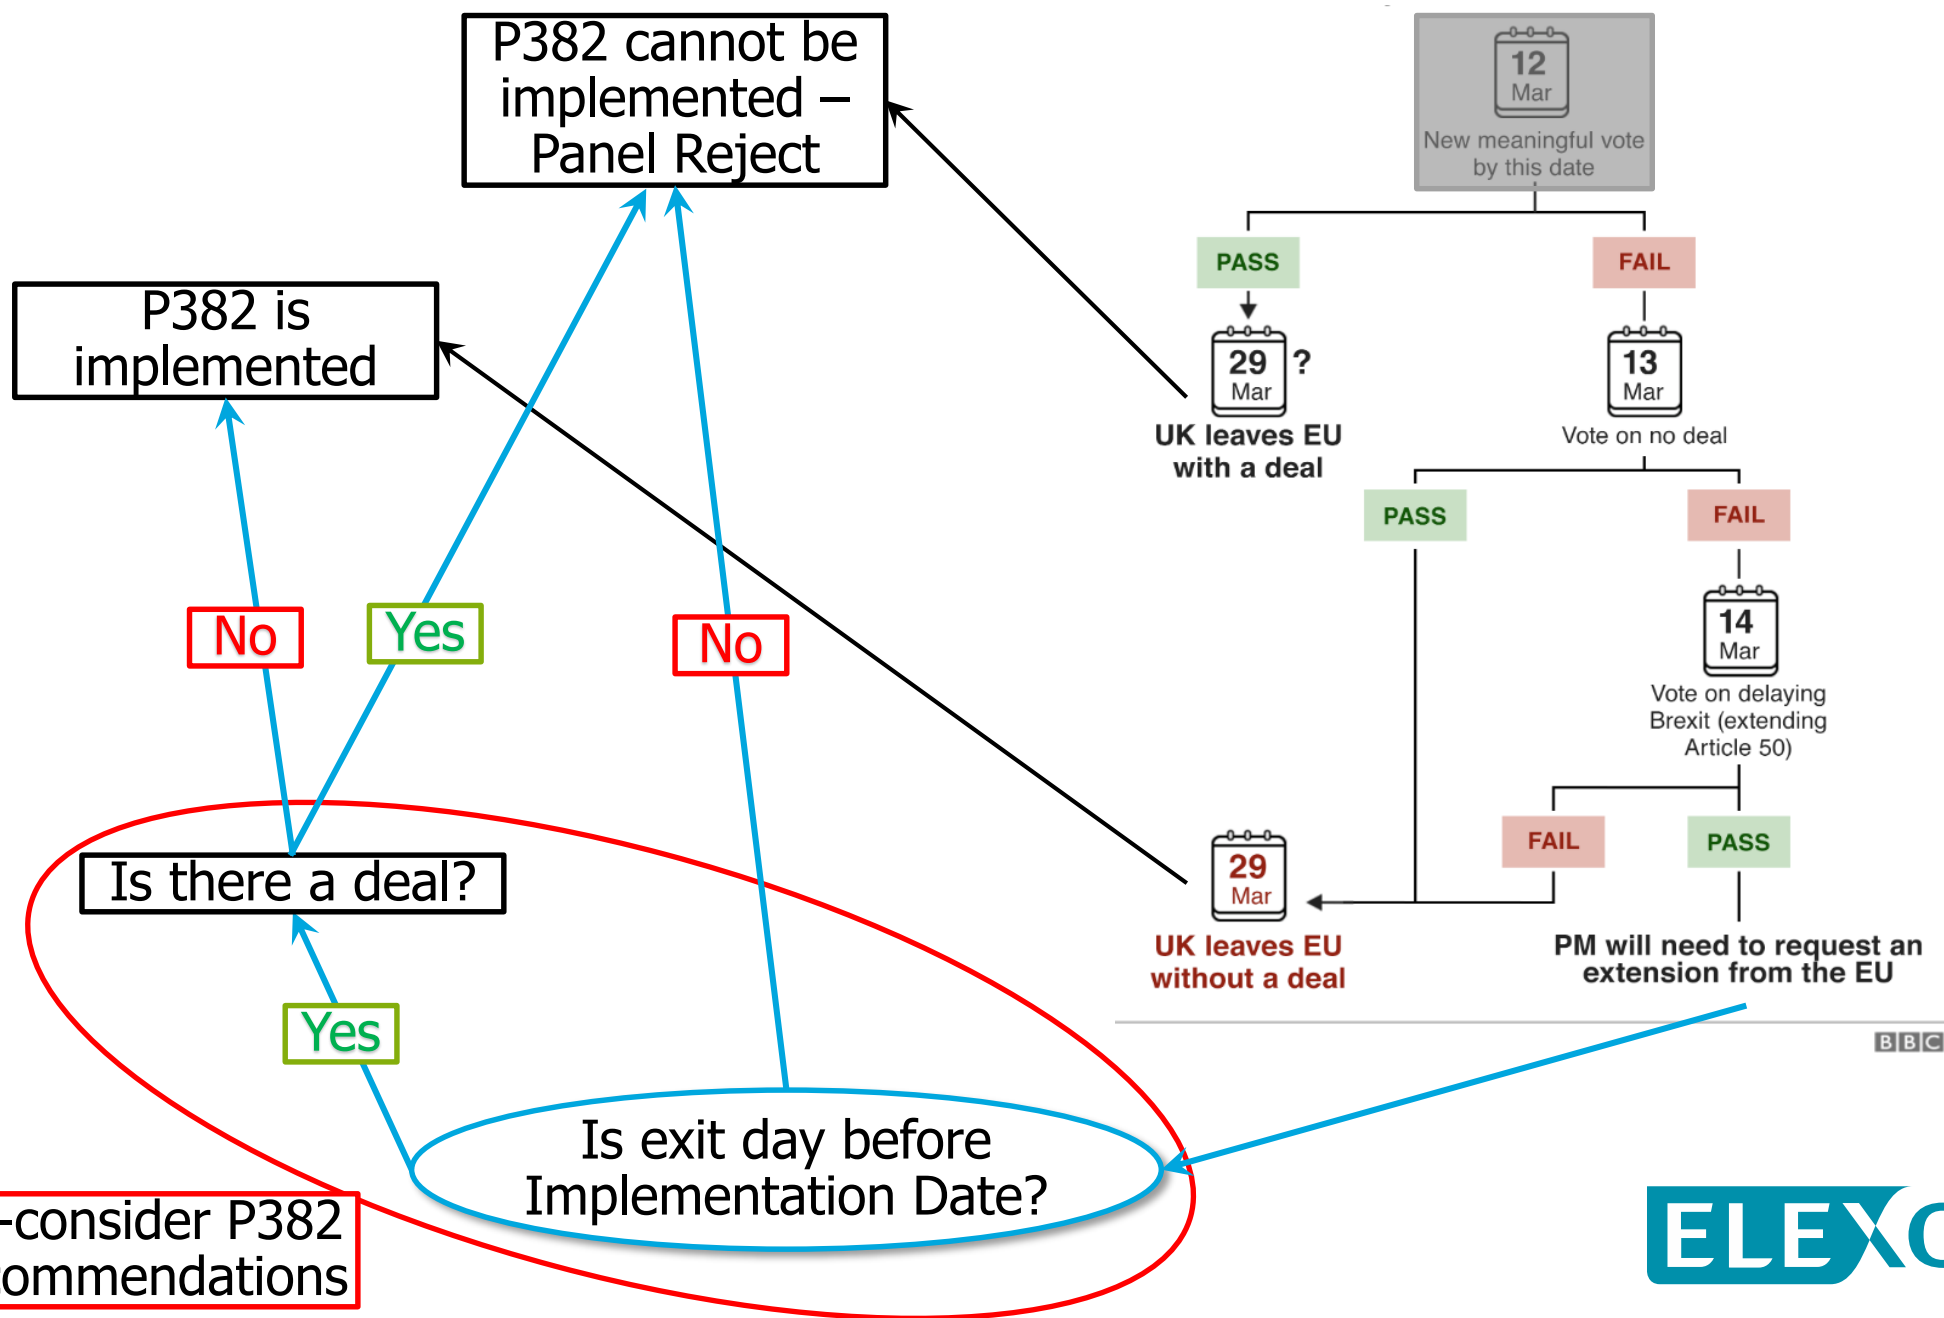 P382 cannot be
implemented –
Panel Reject
12
Mar
New meaningful vote
by this date
PASS
FAIL
P382 is
implemented
29
Mar
?
UK leaves EU
with a deal
13
Mar
Vote on no deal
PASS
FAIL
14
Mar
Vote on delaying
Brexit (extending
Article 50)
No
Yes
No
FAIL
PASS
Is there a deal?
29
Mar
UK leaves EU
without a deal
PM will need to request an
extension from the EU
Yes
BBC
Is exit day before
Implementation Date?
-consider P382
ommendations
ELEXO